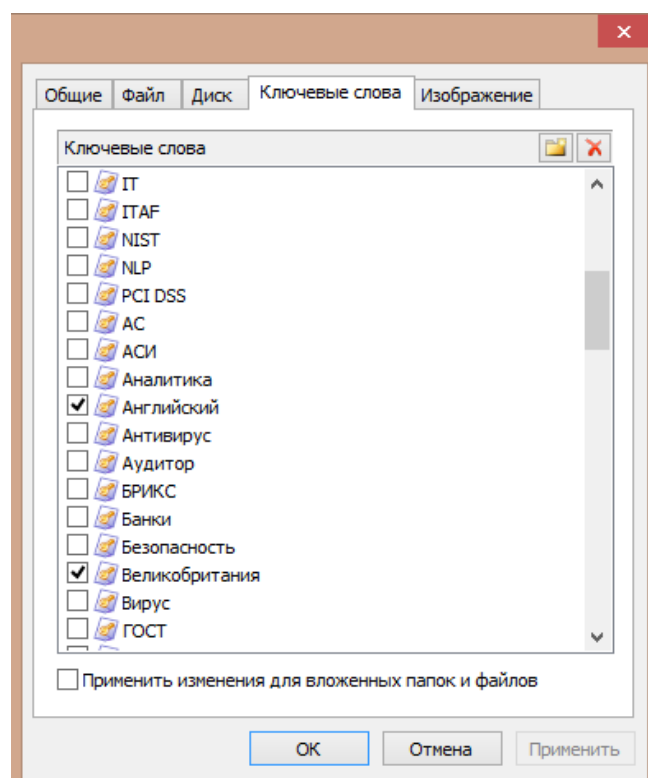 Общие Файл Диск Ключевые слова Изображение
Ключевые слова
IT
ITAF
NIST
NLP
PCI DSS
АС
АСИ
Аналитика
Английский
Антивирус
Аудитор
БРИКС
Банки
Безопасность
Великобритания
Вирус
ГОСТ
Применить изменения для вложенных папок и файлов
ОК Отмена Применить